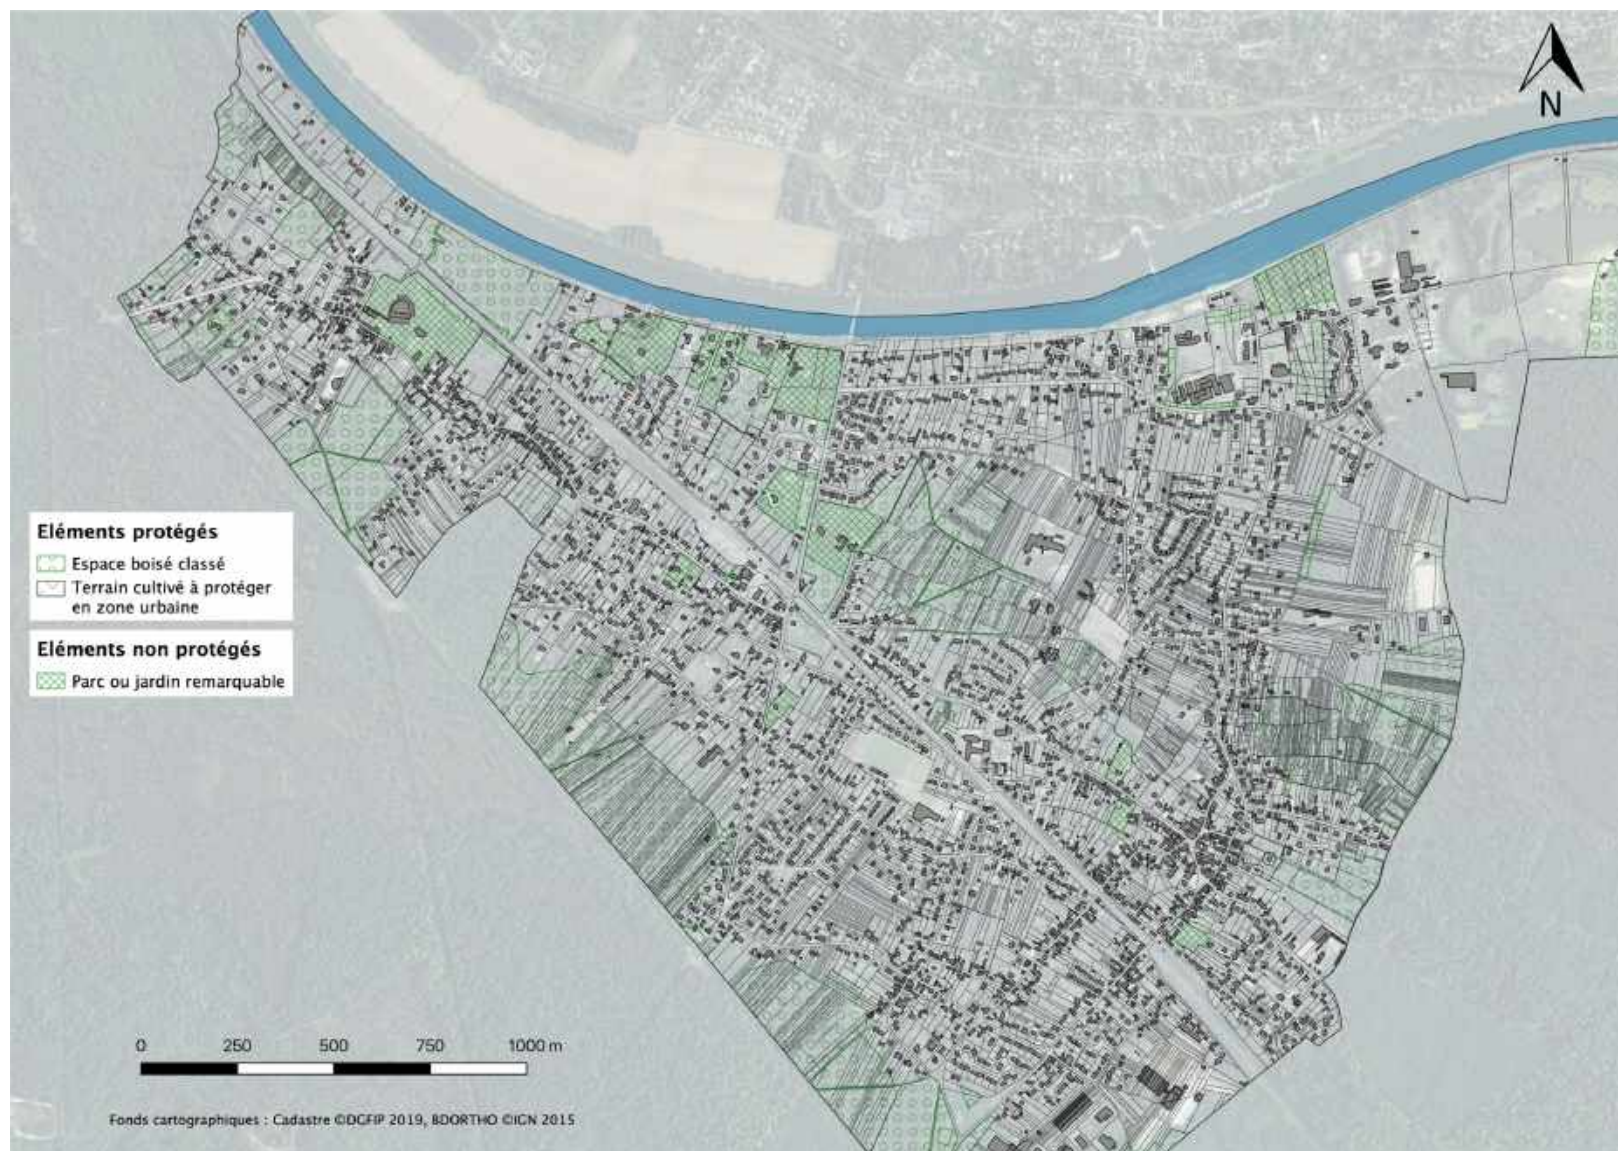 N
Eléments protégés
Espace boisé classé
Terrain cultivé à protéger
en zone urbaine
Eléments non protégés
Parc ou jardin remarquable
0 250 500 750 1000 m
Fonds cartographiques : Cadastre ©DGFIP 2019, BDORTHO ©IGN 2015